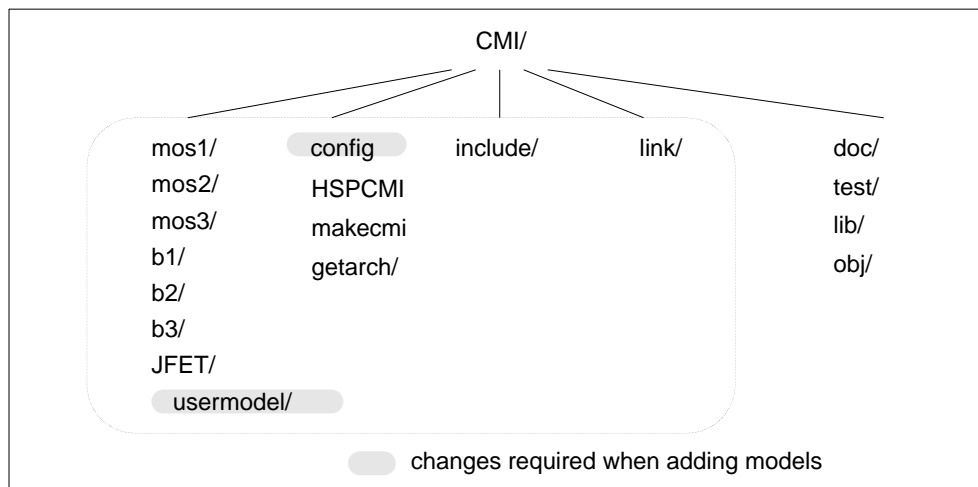 CMI/
mos1/
mos2/
mos3/
b1/
b2/
b3/
JFET/
usermodel/
config
HSPCMI
makecmi
getarch/
include/
link/
doc/
test/
lib/
obj/
changes required when adding models